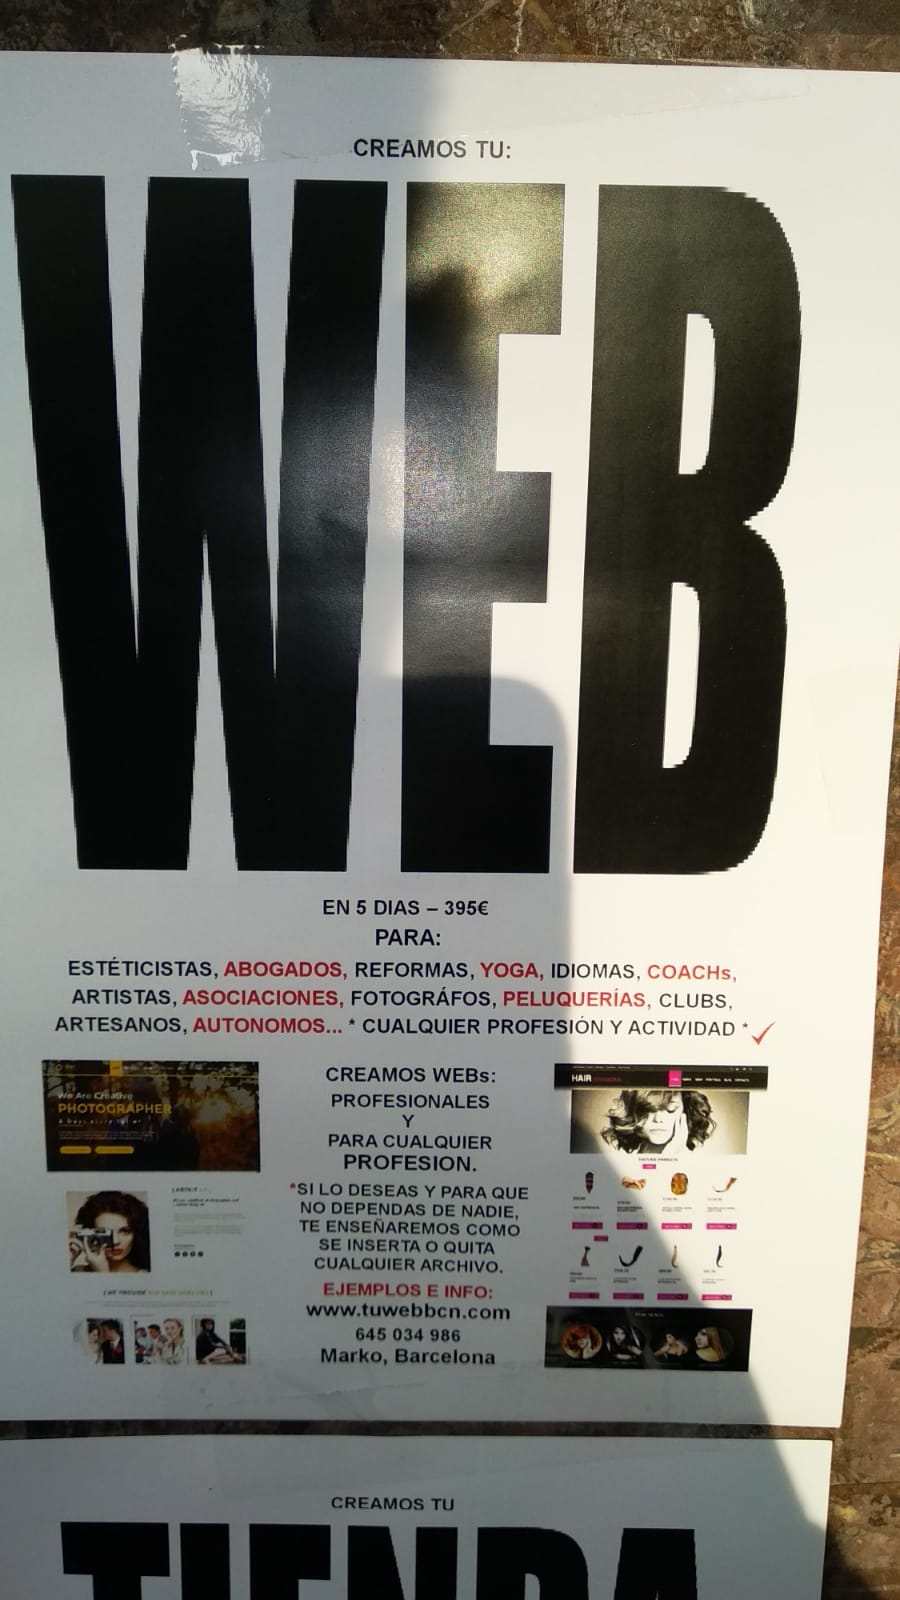 CREAMOS TU:
WEB
EN 5 DIAS – 395€
PARA:
ESTÉTICISTAS, ABOGADOS, REFORMAS, YOGA, IDIOMAS, COACHs,
ARTISTAS, ASOCIACIONES, FOTOGRÁFOS, PELUQUERÍAS, CLUBS,
ARTESANOS, AUTONOMOS... * CUALQUIER PROFESIÓN Y ACTIVIDAD *
We Are Creative
PHOTOGRAPHER
CREAMOS WEBs:
PROFESIONALES
Y
PARA CUALQUIER
PROFESION.
*SI LO DESEAS Y PARA QUE
NO DEPENDAS DE NADIE,
TE ENSEÑAREMOS COMO
SE INSERTA O QUITA
CUALQUIER ARCHIVO.
EJEMPLOS E INFO:
www.tuwebbcn.com
645 034 986
Marko, Barcelona
HAIR
CREAMOS TU
TIENDA